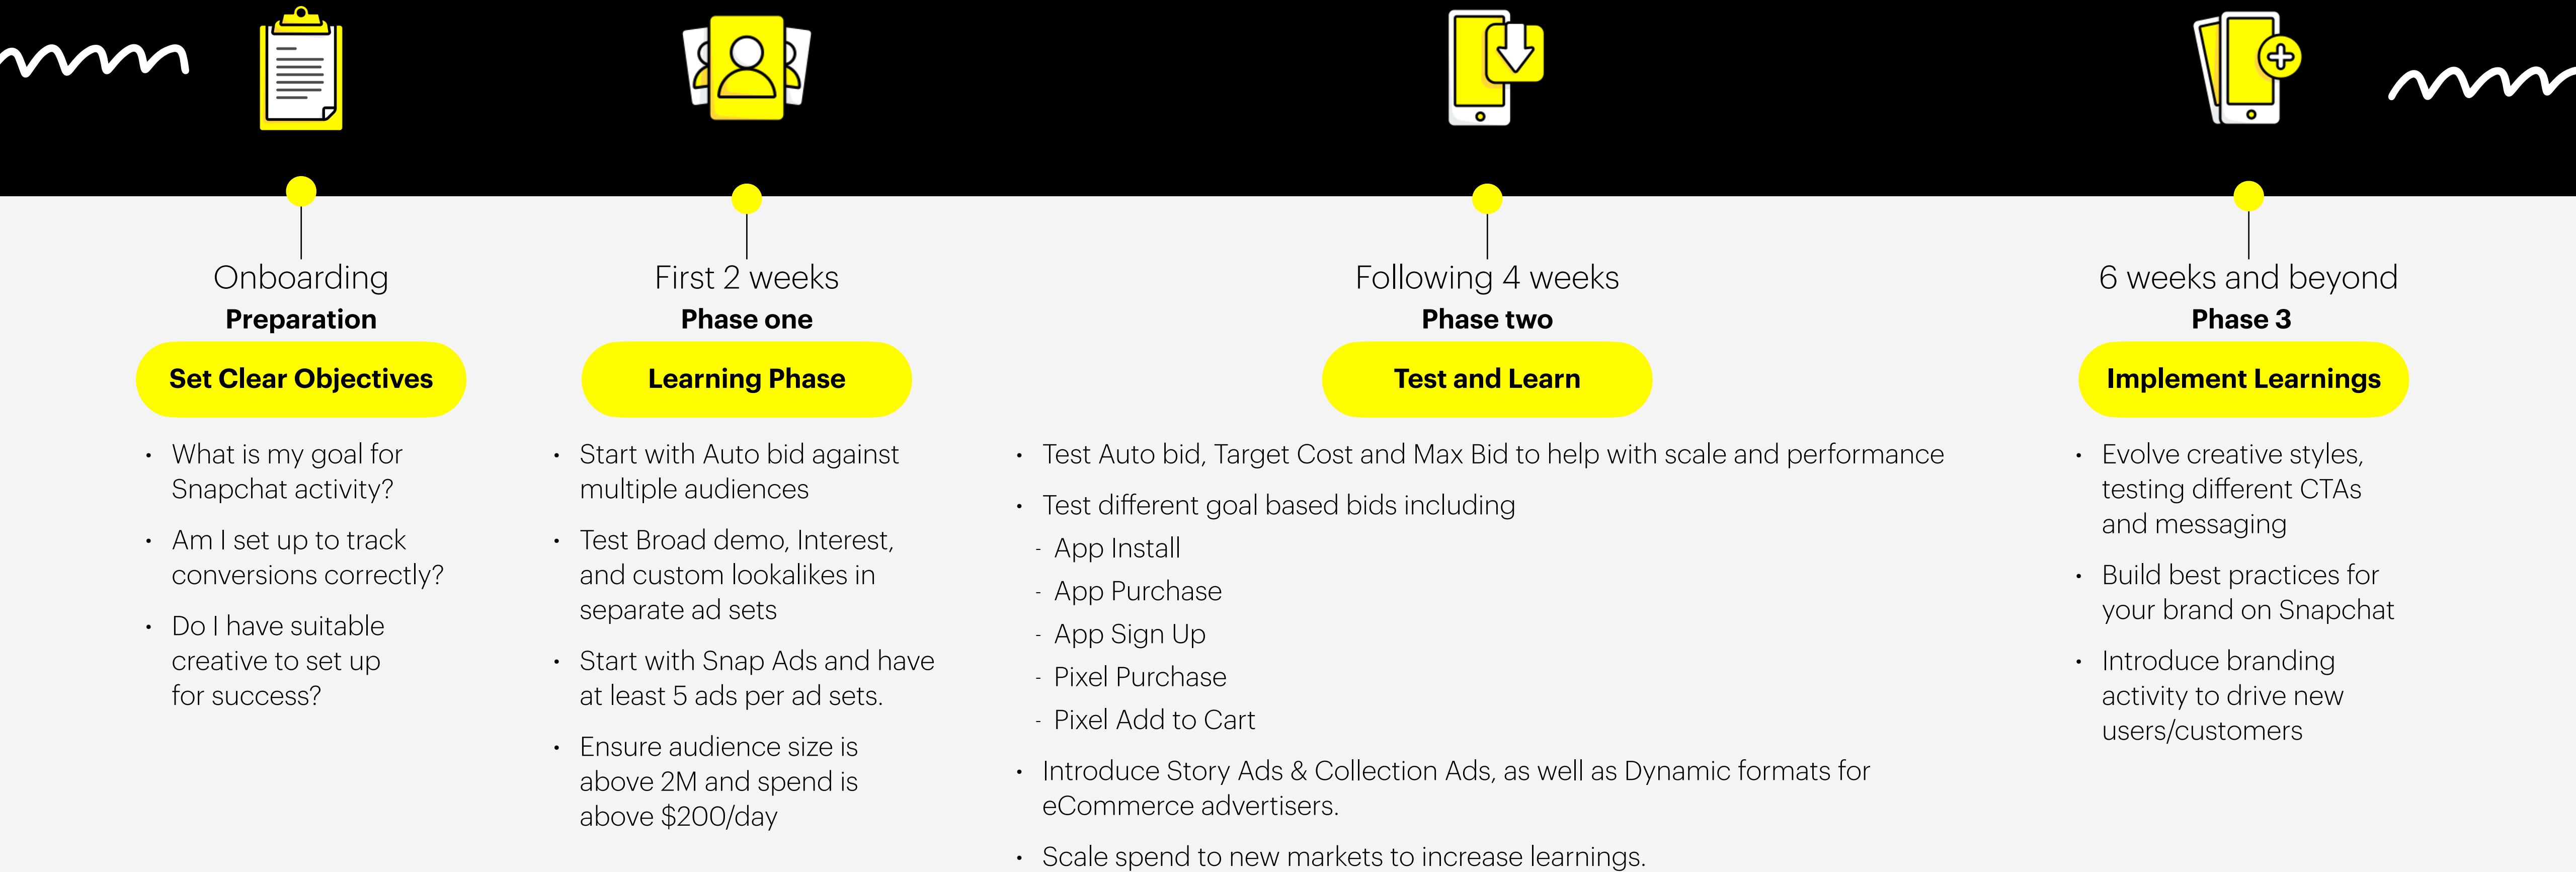 Onboarding
Preparation
Set Clear Objectives
• What is my goal for
Snapchat activity?
• Am I set up to track
conversions correctly?
• Do I have suitable
creative to set up
for success?
First 2 weeks
Phase one
Learning Phase
• Start with Auto bid against
multiple audiences
• Test Broad demo, Interest,
and custom lookalikes in
separate ad sets
• Start with Snap Ads and have
at least 5 ads per ad sets.
• Ensure audience size is
above 2M and spend is
above $200/day
Following 4 weeks
Phase two
Test and Learn
• Test Auto bid, Target Cost and Max Bid to help with scale and performance
• Test different goal based bids including
- App Install
- App Purchase
- App Sign Up
- Pixel Purchase
- Pixel Add to Cart
• Introduce Story Ads & Collection Ads, as well as Dynamic formats for
eCommerce advertisers.
• Scale spend to new markets to increase learnings.
6 weeks and beyond
Phase 3
Implement Learnings
• Evolve creative styles,
testing different CTAs
and messaging
• Build best practices for
your brand on Snapchat
• Introduce branding
activity to drive new
users/customers